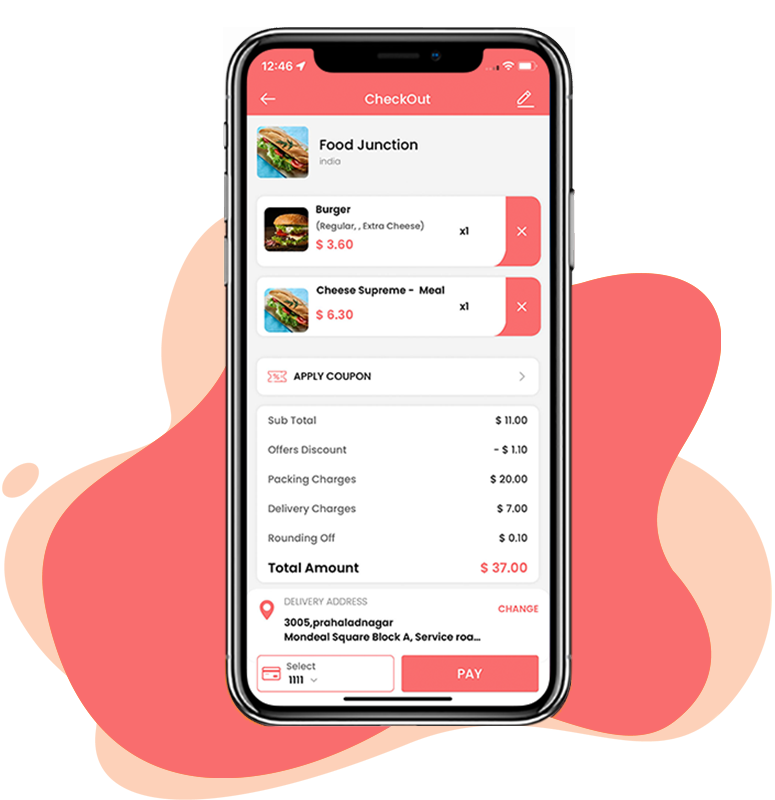 12:46
CheckOut
Food Junction
india
Burger
(Regular, , Extra Cheese)
x1
$ 3.60
Cheese Supreme - Meal
x1
$ 6.30
APPLY COUPON
Sub Total $ 11.00
Offers Discount - $ 1.10
Packing Charges $ 20.00
Delivery Charges $ 7.00
Rounding Off $ 0.10
Total Amount $ 37.00
DELIVERY ADDRESS
CHANGE
3005,prahaladnagar
Mondeal Square Block A, Service roa...
Select
1111
PAY